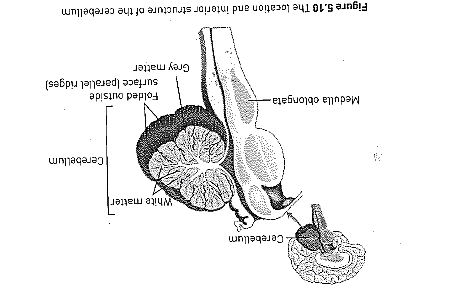 Cerebellum
White matter
Cerebellum
Medulla oblongata
Folded outside
surface (parallel ridges)
Grey matter
Figure 5.10 The location and interior structure of the cerebellum